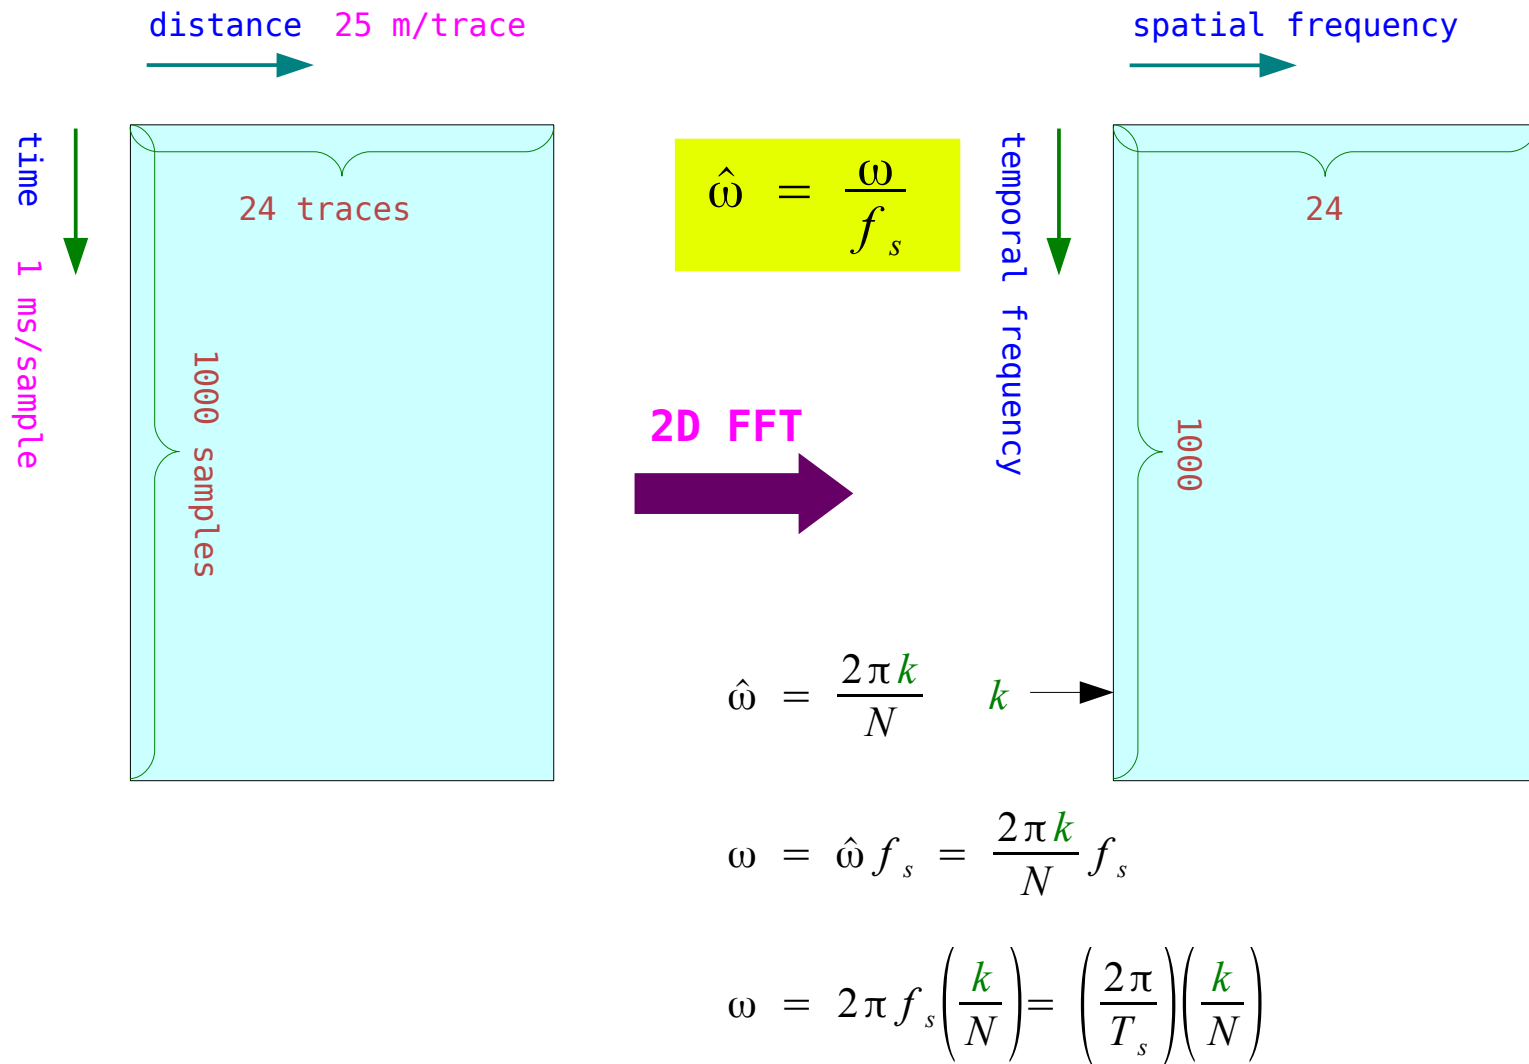 distance 25 m/trace
spatial frequency
time 1 ms/sample
24 traces
1000 samples
ω̂ = ω / f_s
temporal frequency
24
1000
2D FFT
ω̂ = 2πk / N
k
ω = ω̂ f_s = 2πk / N f_s
ω = 2π f_s (k / N) = (2π / T_s) (k / N)